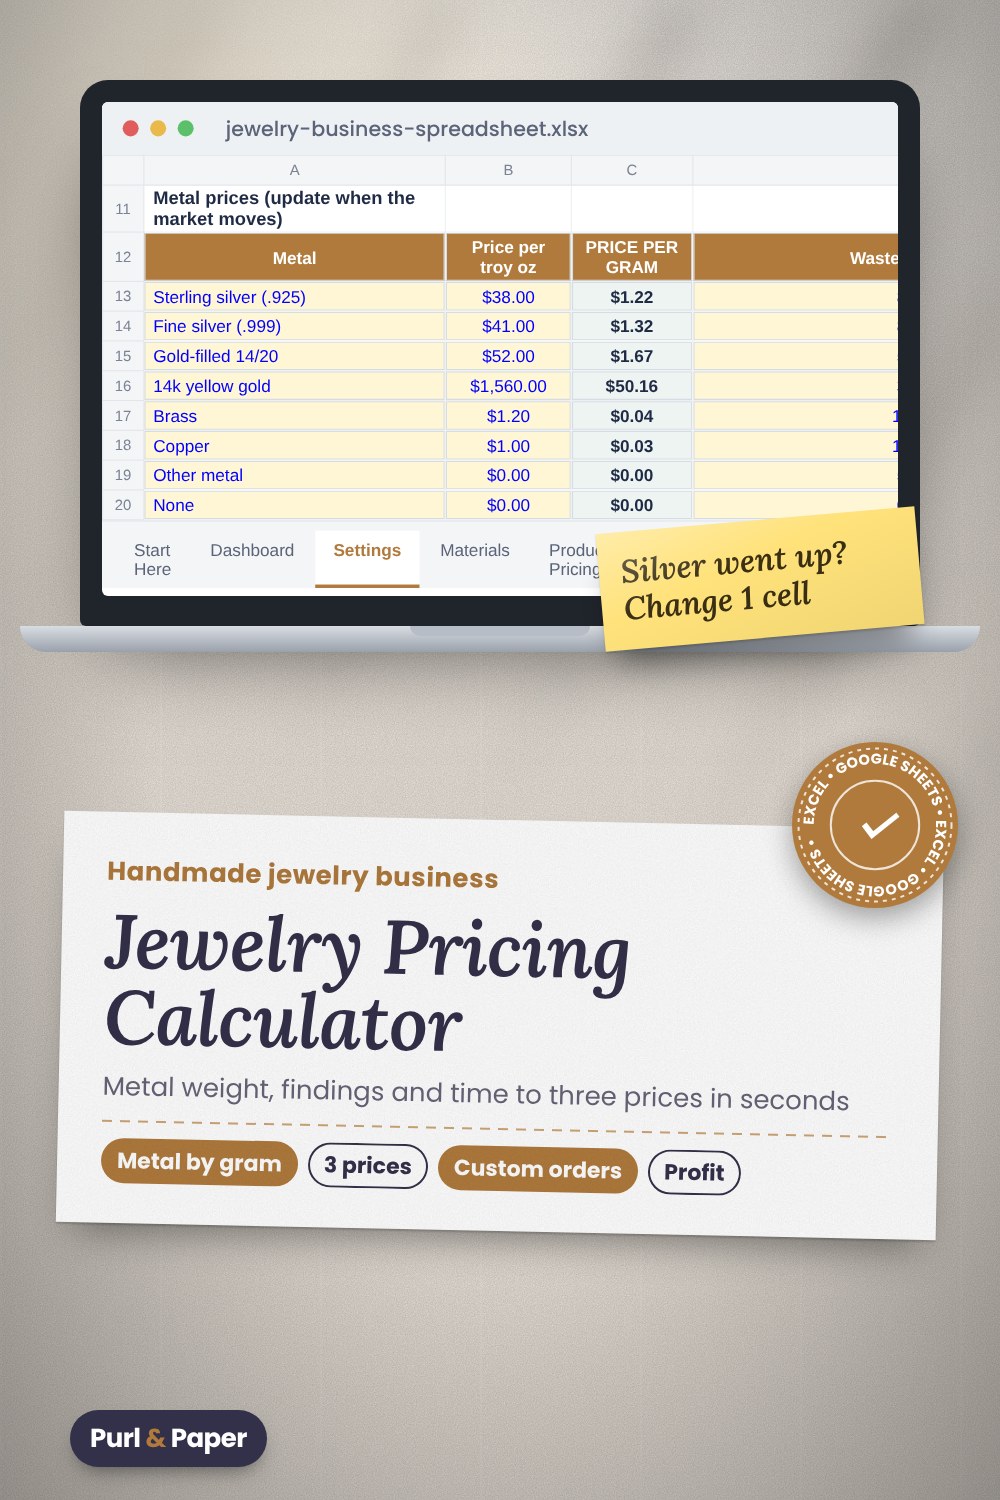 jewelry-business-spreadsheet.xlsx
A B C
11 Metal prices (update when the
market moves)
12 Metal Price per troy oz PRICE PER GRAM Waste
13 Sterling silver (.925) $38.00 $1.22
14 Fine silver (.999) $41.00 $1.32
15 Gold-filled 14/20 $52.00 $1.67
16 14k yellow gold $1,560.00 $50.16
17 Brass $1.20 $0.04 1
18 Copper $1.00 $0.03 1
19 Other metal $0.00 $0.00
20 None $0.00 $0.00
Start Here Dashboard Settings Materials Pricing
Silver went up?
Change 1 cell
EXCEL • GOOGLE SHEETS • EXCEL • GOOGLE SHEETS •
Handmade jewelry business
Jewelry Pricing
Calculator
Metal weight, findings and time to three prices in seconds
Metal by gram 3 prices Custom orders Profit
Purl & Paper